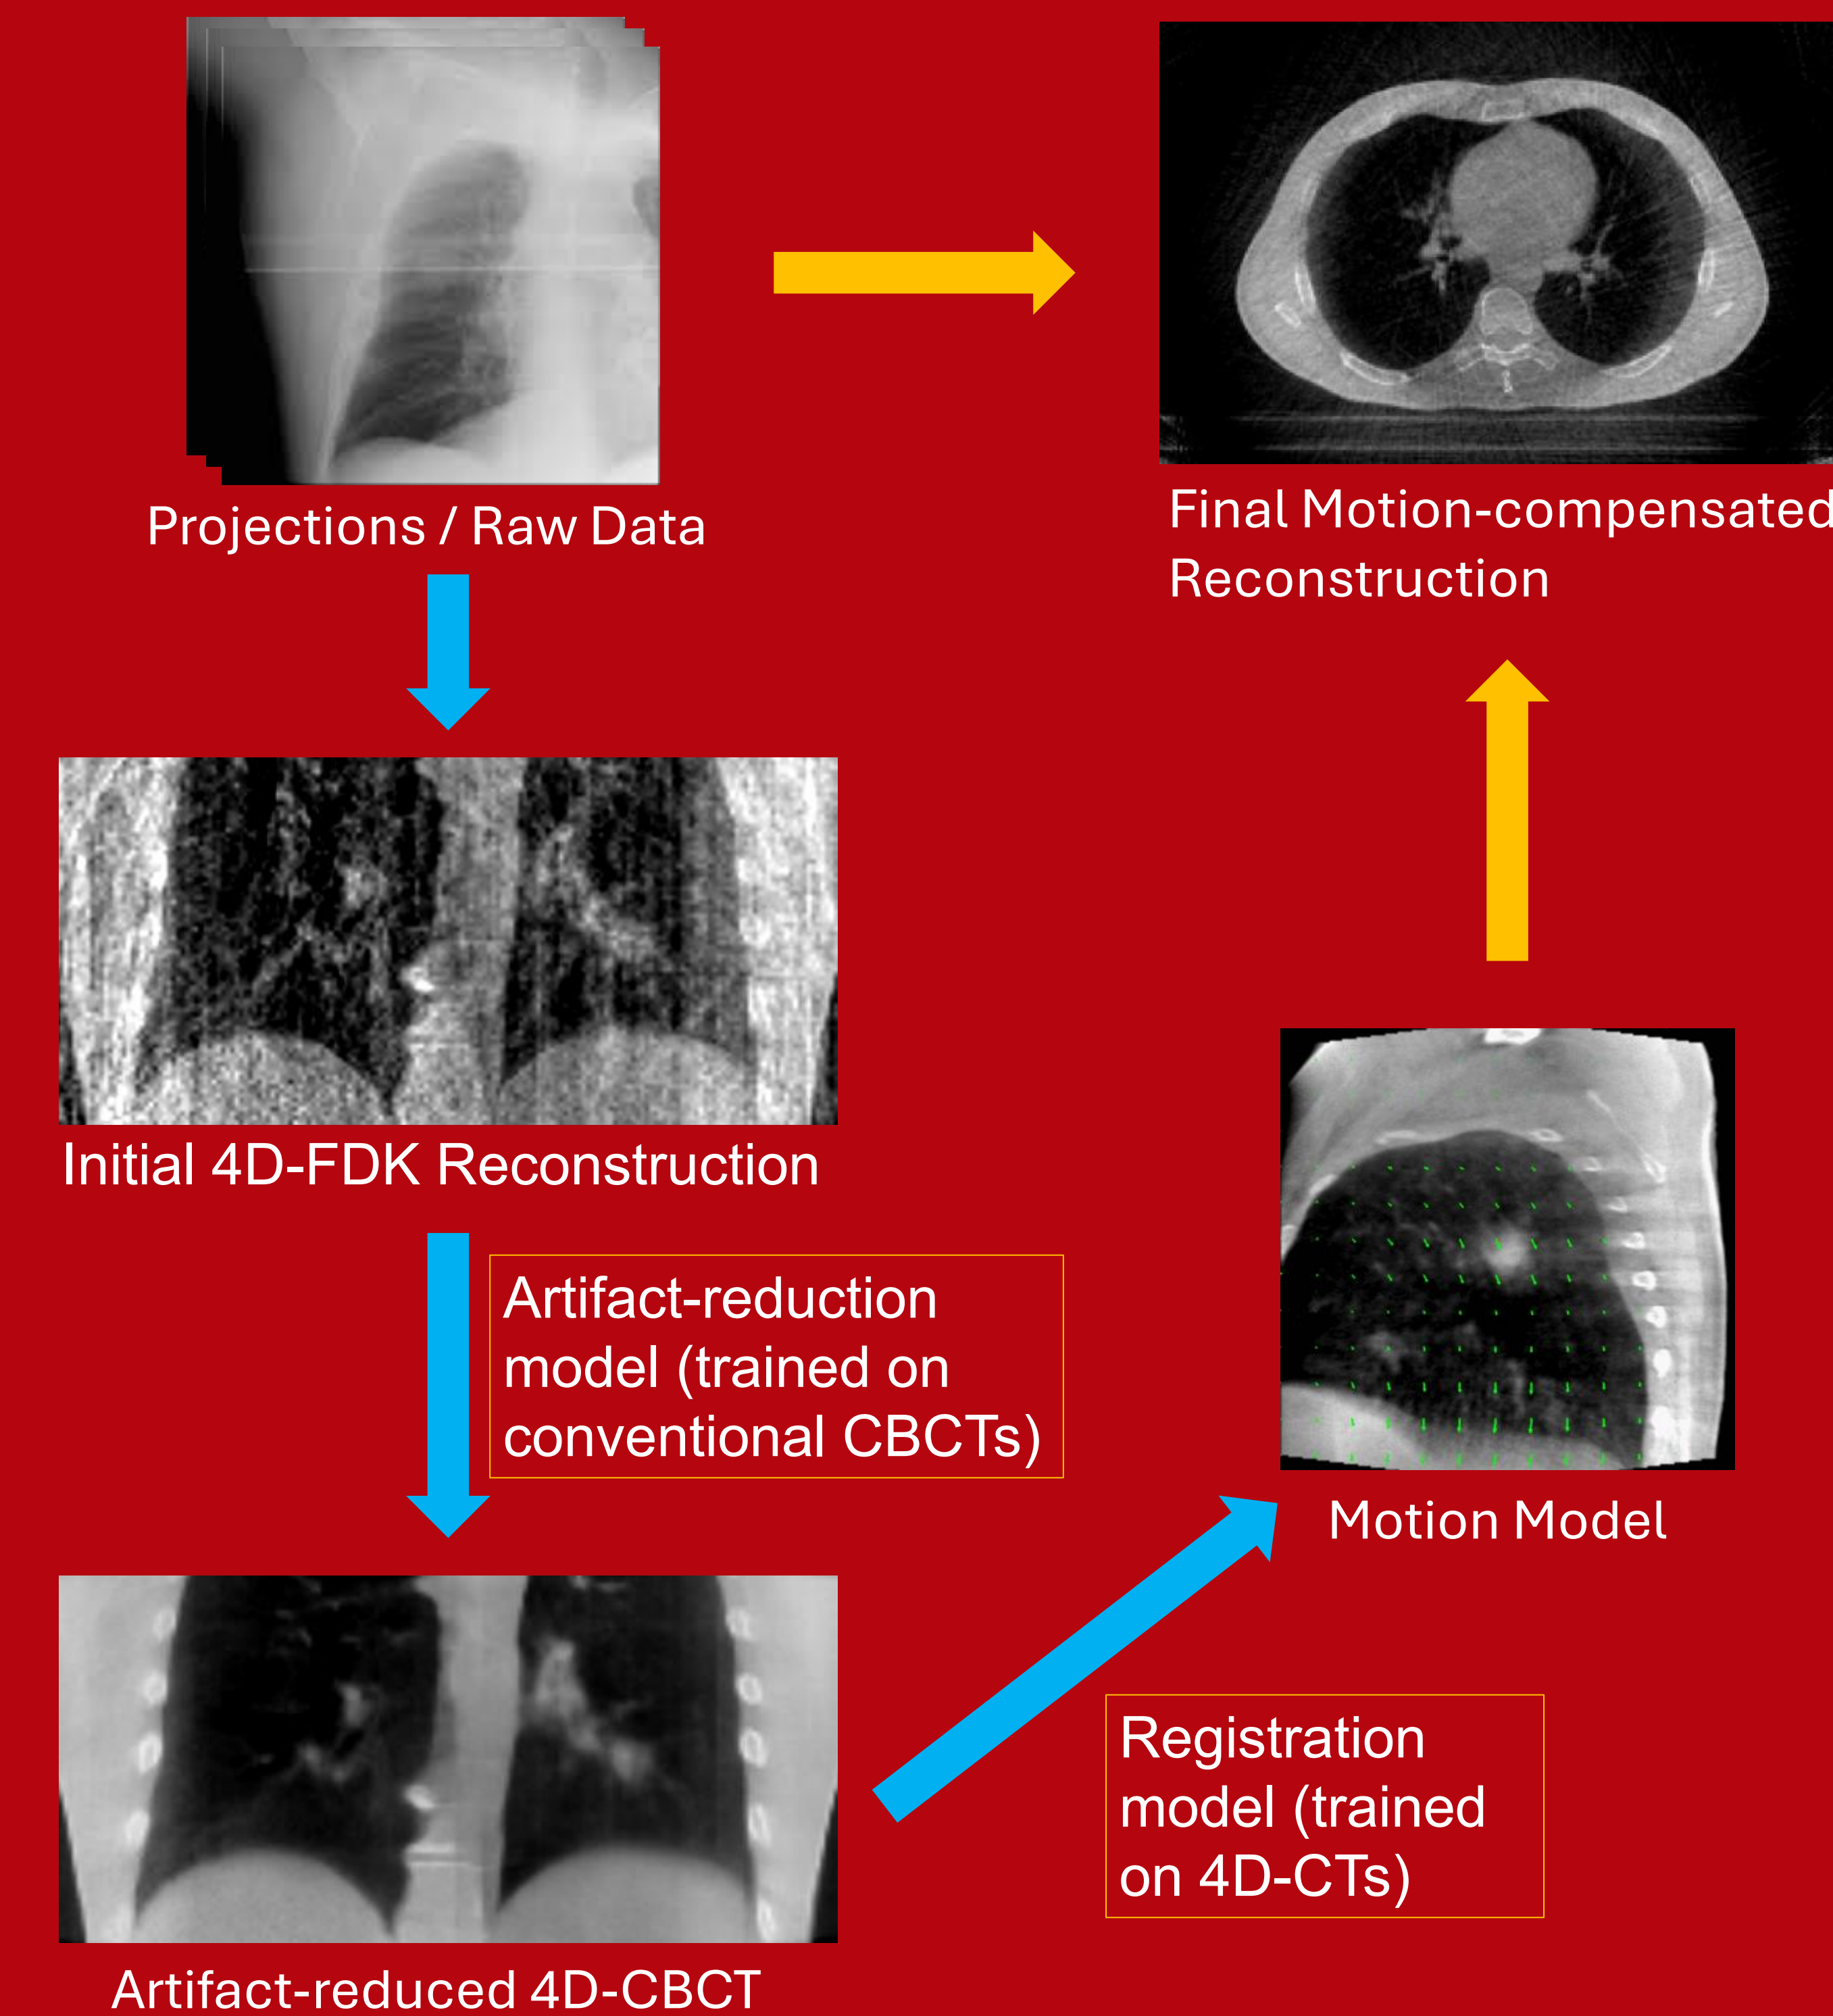 Projections / Raw Data
Final Motion-compensated
Reconstruction
Initial 4D-FDK Reconstruction
Artifact-reduction
model (trained on
conventional CBCTs)
Motion Model
Registration
model (trained
on 4D-CTs)
Artifact-reduced 4D-CBCT